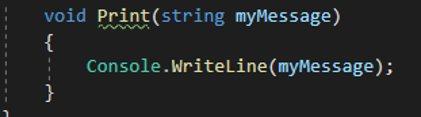 void Print(string myMessage)
{
Console.WriteLine(myMessage);
}
}